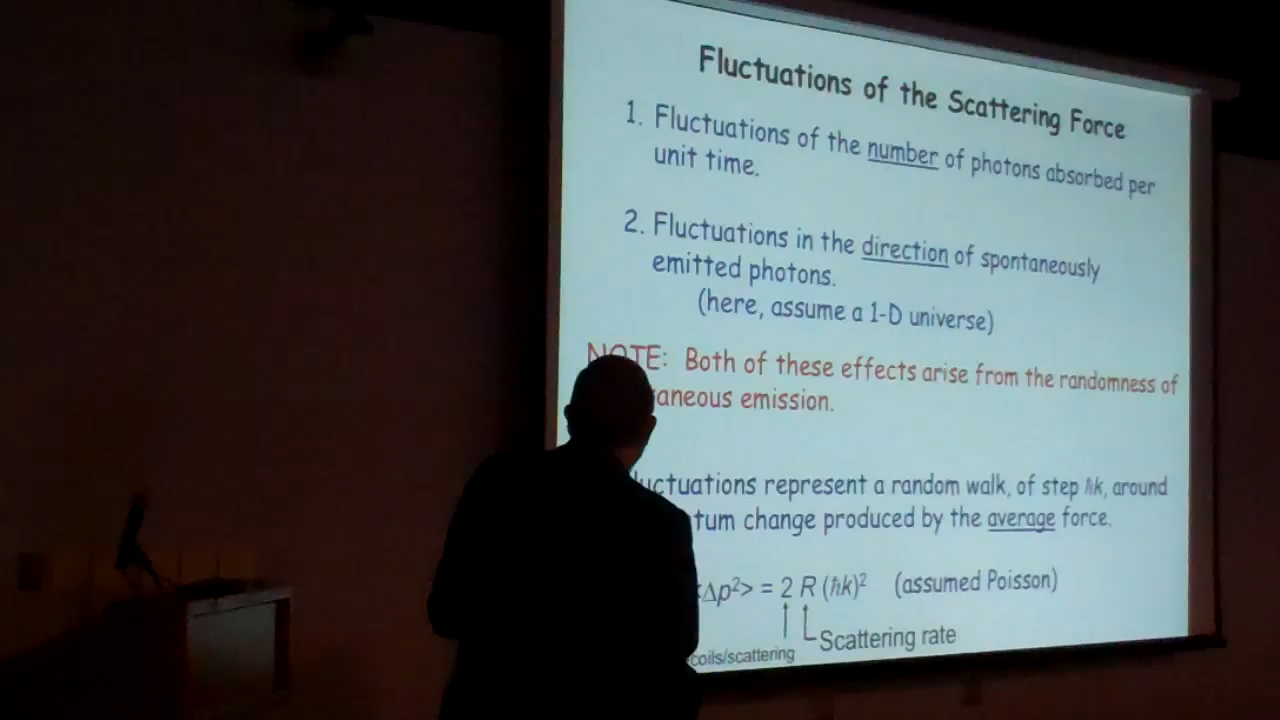 Fluctuations of the Scattering Force
1. Fluctuations of the number of photons absorbed per
unit time.
2. Fluctuations in the direction of spontaneously
emitted photons.
(here, assume a 1-D universe)
NOTE: Both of these effects arise from the randomness of
aneous emission.
uctuations represent a random walk, of step ħk, around
tum change produced by the average force.
<Δp²> = 2 R (ħk)² (assumed Poisson)
Scattering rate
coils/scattering